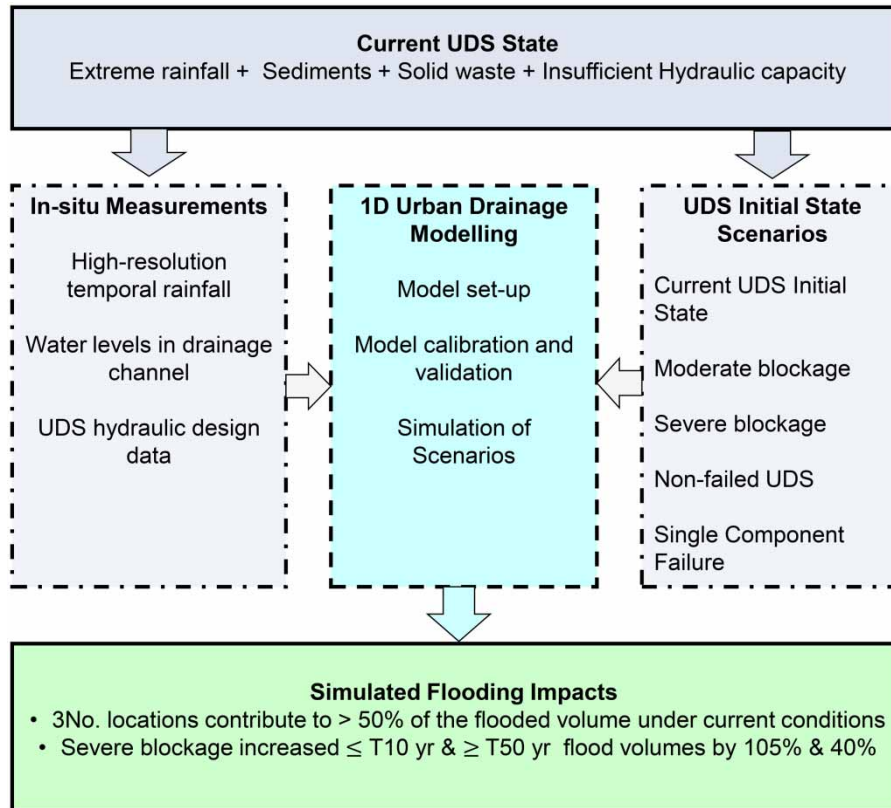 Current UDS State
Extreme rainfall + Sediments + Solid waste + Insufficient Hydraulic capacity
In-situ Measurements
High-resolution
temporal rainfall
Water levels in drainage
channel
UDS hydraulic design
data
1D Urban Drainage
Modelling
Model set-up
Model calibration and
validation
Simulation of
Scenarios
UDS Initial State
Scenarios
Current UDS Initial
State
Moderate blockage
Severe blockage
Non-failed UDS
Single Component
Failure
Simulated Flooding Impacts
• 3No. locations contribute to > 50% of the flooded volume under current conditions
• Severe blockage increased ≤ T10 yr & ≥ T50 yr flood volumes by 105% & 40%